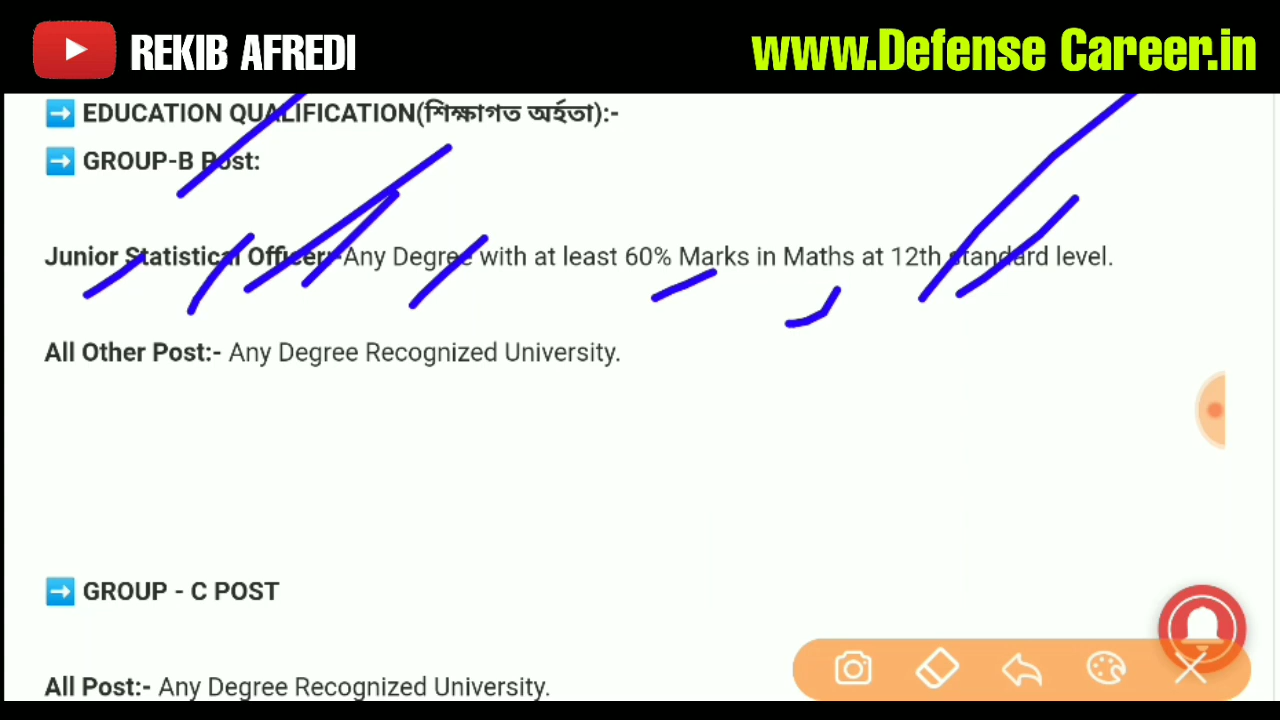 REKIB AFREDI
www.Defense Career.in
EDUCATION QUALIFICATION(শিক্ষাগত অর্হতা):-
GROUP-B Post:
Junior Statistical Officer:-Any Degree with at least 60% Marks in Maths at 12th standard level.
All Other Post:- Any Degree Recognized University.
GROUP - C POST
All Post:- Any Degree Recognized University.